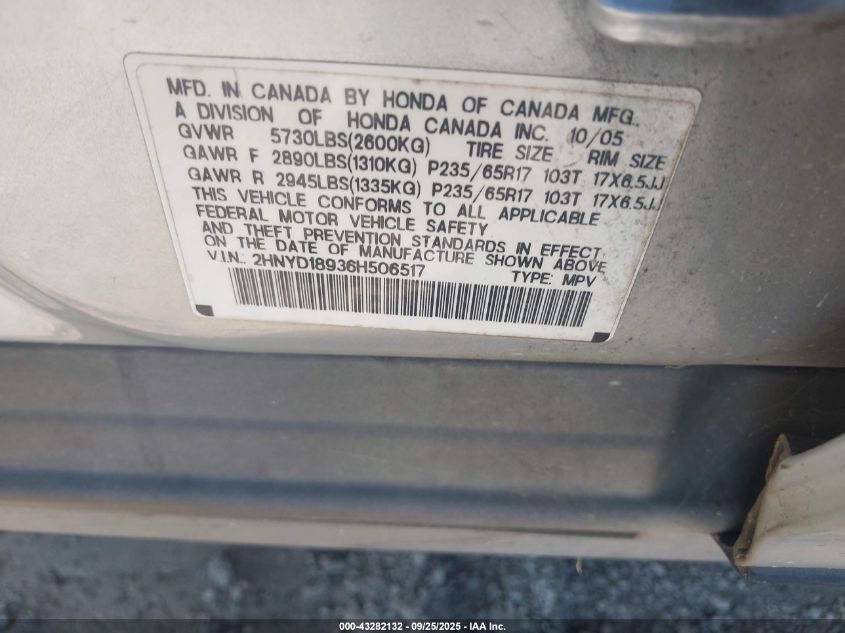 MFD. IN CANADA BY HONDA OF CANADA MFG.,
A DIVISION OF HONDA CANADA INC. 10/05
GVWR 5730LBS(2600KG) TIRE SIZE RIM SIZE
GAWR F 2890LBS(1310KG) P235/65R17 103T 17X6.5JJ
GAWR R 2945LBS(1335KG) P235/65R17 103T 17X6.5JJ
THIS VEHICLE CONFORMS TO ALL APPLICABLE
FEDERAL MOTOR VEHICLE SAFETY
AND THEFT PREVENTION STANDARDS IN EFFECT
ON THE DATE OF MANUFACTURE SHOWN ABOVE
V.I.N.: 2HNYD18936H506517 TYPE: MPV
000-43282132 - 09/25/2025 - IAA Inc.